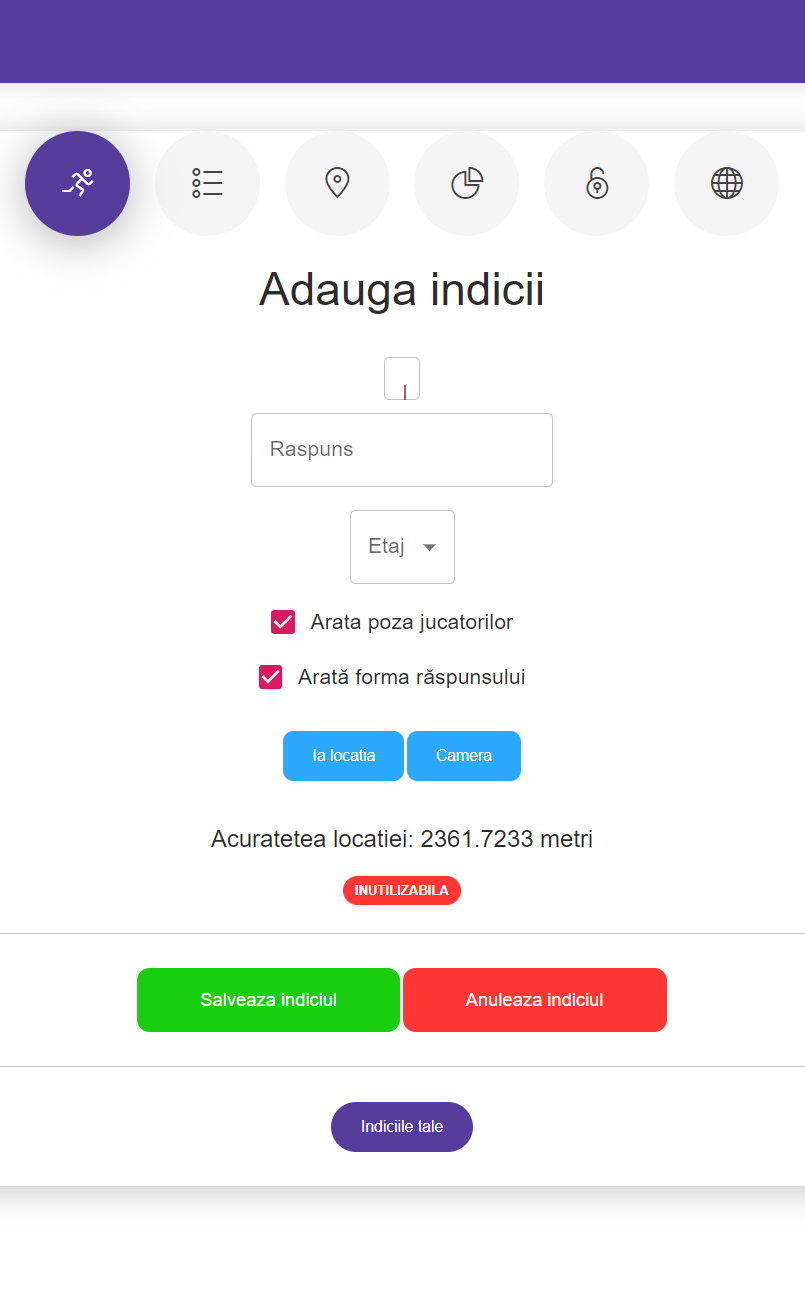 Adauga indicii
Raspuns
Etaj
Arata poza jucatorilor
Arată forma răspunsului
Ia locatia
Camera
Acuratetea locatiei: 2361.7233 metri
INUTILIZABILA
Salveaza indiciul
Anuleaza indiciul
Indiciile tale